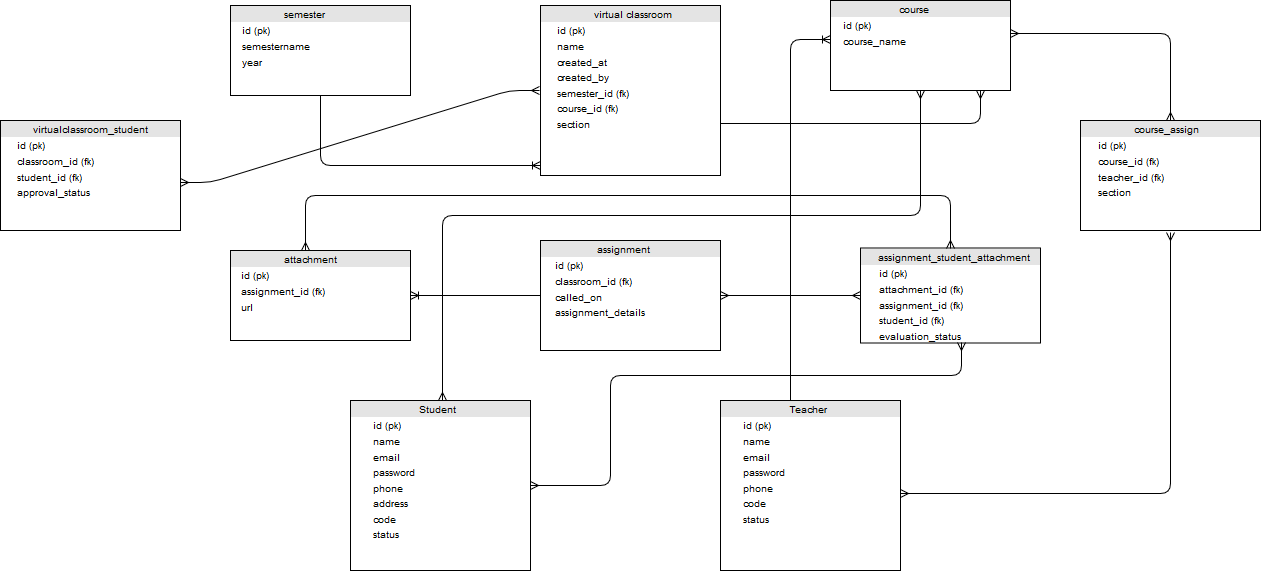 semester
id (pk)
semestername
year
virtual classroom
id (pk)
name
created_at
created_by
semester_id (fk)
course_id (fk)
section
course
id (pk)
course_name
virtualclassroom_student
id (pk)
classroom_id (fk)
student_id (fk)
approval_status
course_assign
id (pk)
course_id (fk)
teacher_id (fk)
section
attachment
id (pk)
assignment_id (fk)
url
assignment
id (pk)
classroom_id (fk)
called_on
assignment_details
assignment_student_attachment
id (pk)
attachment_id (fk)
assignment_id (fk)
student_id (fk)
evaluation_status
Student
id (pk)
name
email
password
phone
address
code
status
Teacher
id (pk)
name
email
password
phone
code
status